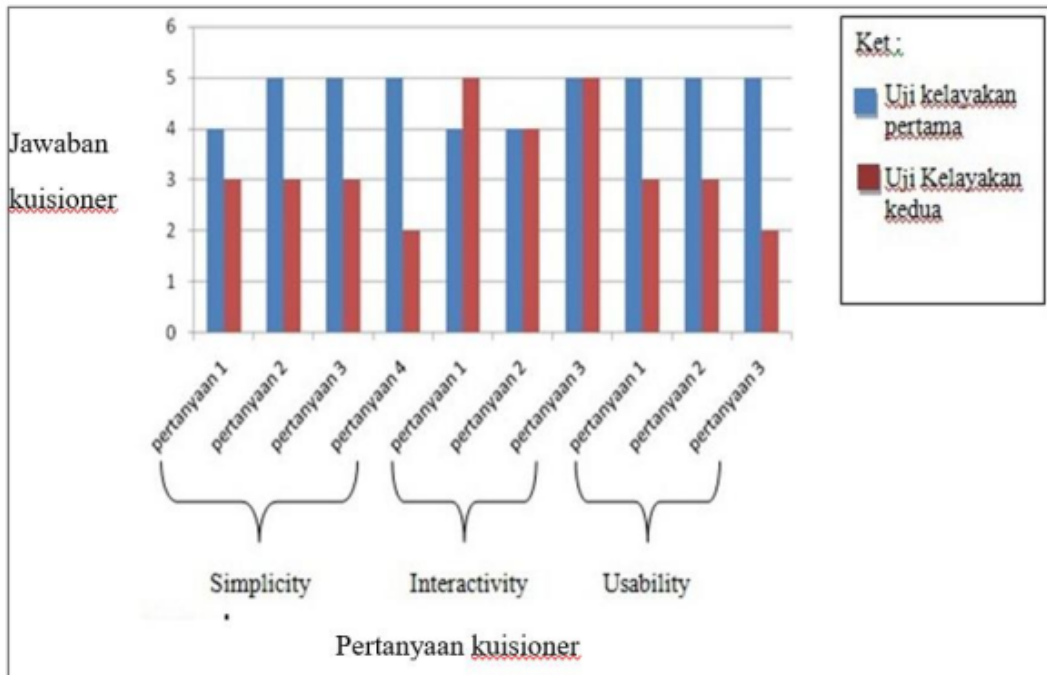 Jawaban
kuisioner
6
5
4
3
2
1
0
pertanyaan 1
pertanyaan 2
pertanyaan 3
pertanyaan 4
pertanyaan 1
pertanyaan 2
pertanyaan 3
pertanyaan 1
pertanyaan 2
pertanyaan 3
Simplicity
Interactivity
Usability
Pertanyaan kuisioner
Ket :
Uji kelayakan
pertama
Uji Kelayakan
kedua